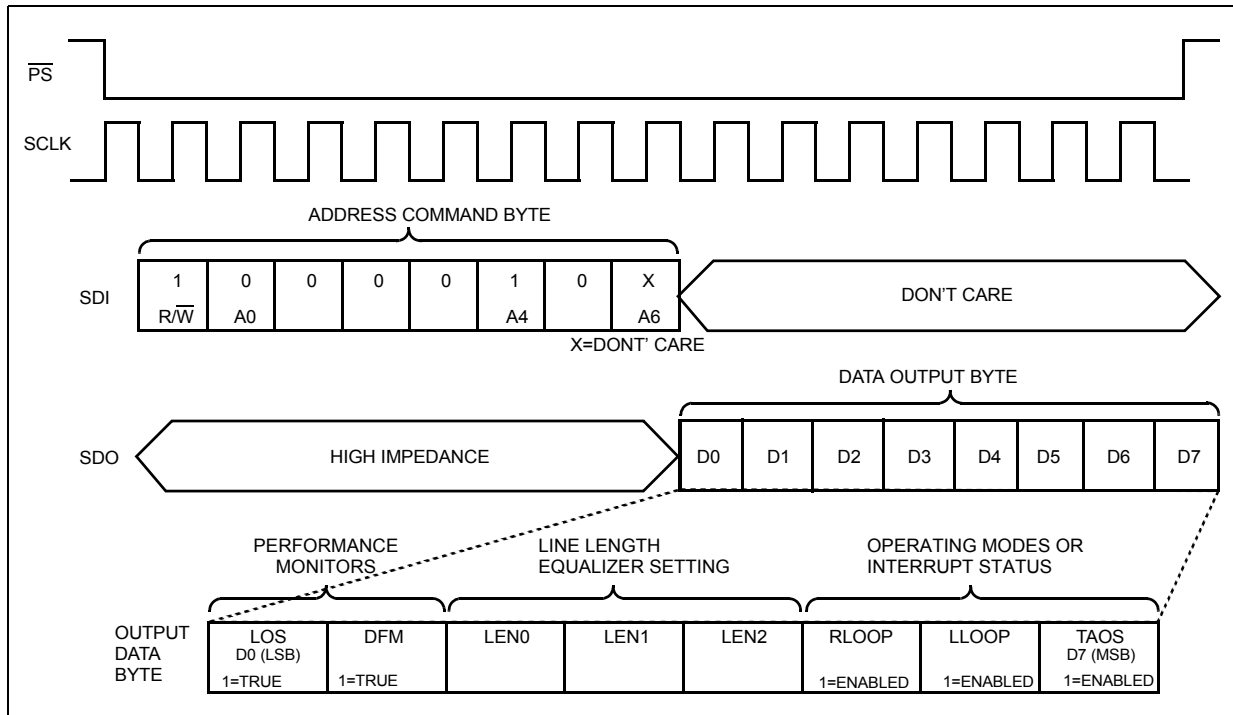 PS
SCLK
ADDRESS COMMAND BYTE
SDI
1 0 0 0 0 1 0 X
R/W A0 A4 A6
DON'T CARE
X=DONT' CARE
DATA OUTPUT BYTE
SDO
HIGH IMPEDANCE
D0 D1 D2 D3 D4 D5 D6 D7
PERFORMANCE
MONITORS
LINE LENGTH
EQUALIZER SETTING
OPERATING MODES OR
INTERRUPT STATUS
OUTPUT
DATA
BYTE
LOS DFM LEN0 LEN1 LEN2 RLOOP LLOOP TAOS
D0 (LSB) D7 (MSB)
1=TRUE 1=TRUE 1=ENABLED 1=ENABLED 1=ENABLED